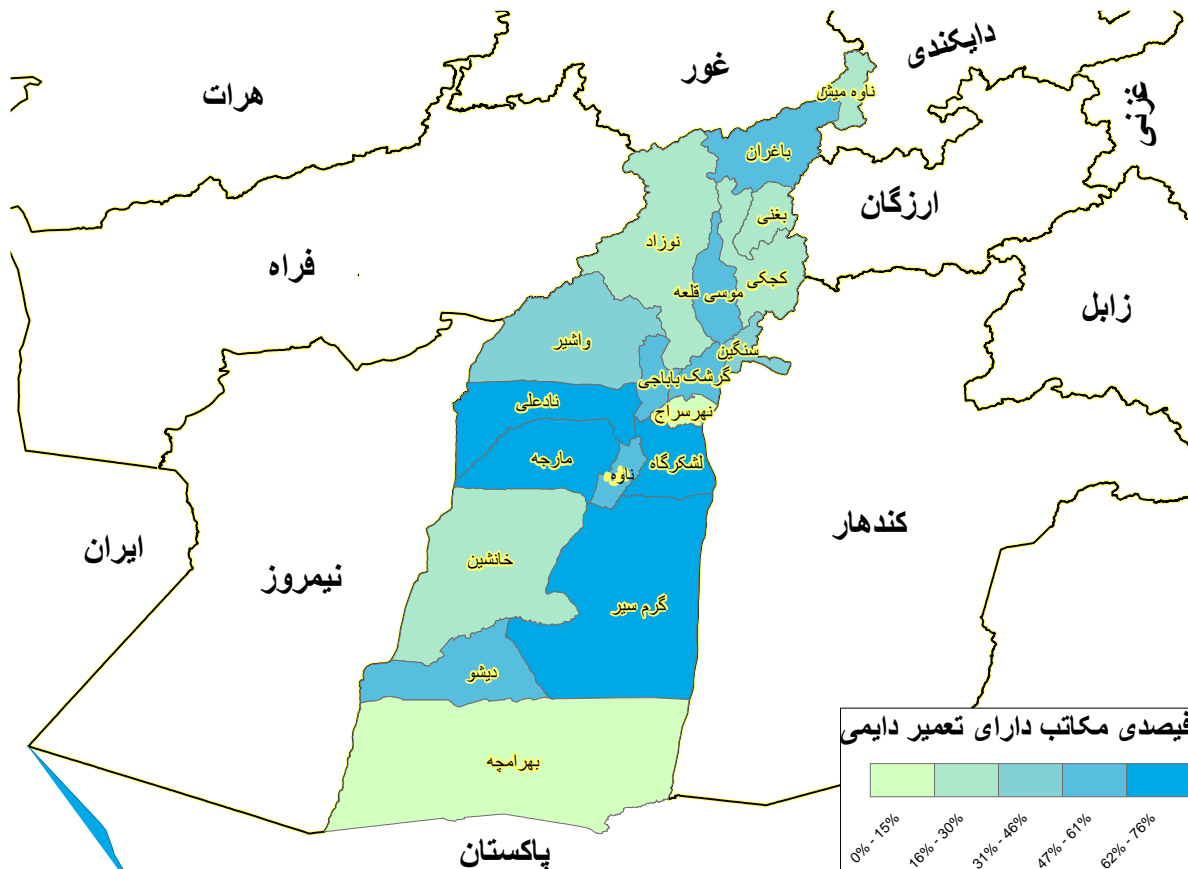 دایکندی
غور
غزنی
هرات
ناوه میش
باغران
ارزگان
بغنی
نوزاد
فراه
کجکی
موسی قلعه
زابل
واشیر
سنگین
گرشک
باباجی
نادعلی
نهرسراج
مارجه
لشکرگاه
ناوه
کندهار
ایران
خانشین
نیمروز
گرم سیر
دیشو
فیصدی مکاتب دارای تعمیر دایمی
بهرامچه
0% - 15%
16% - 30%
31% - 46%
47% - 61%
62% - 76%
پاکستان